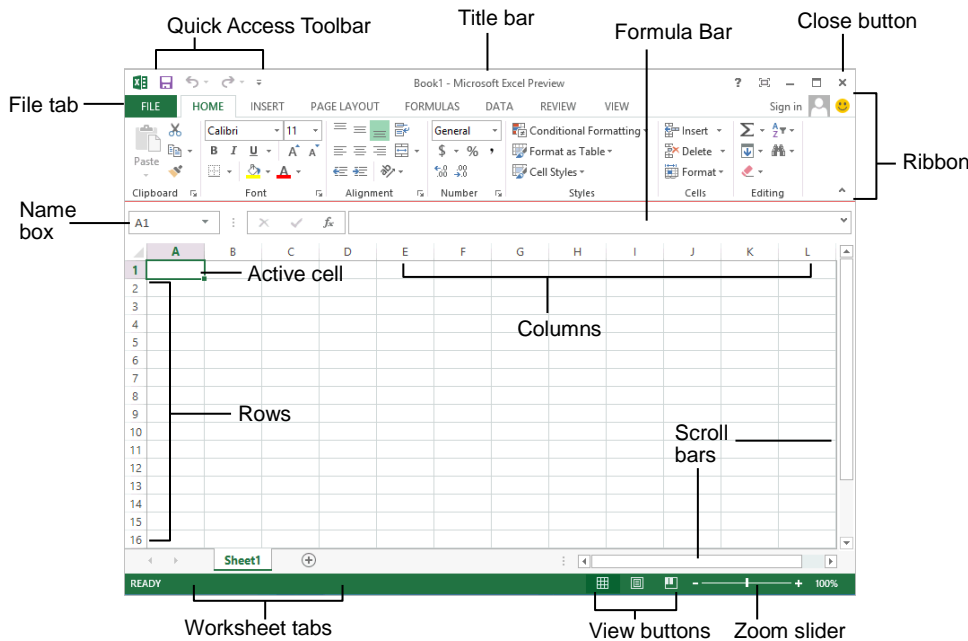 Quick Access Toolbar
Title bar
Formula Bar
Close button
Book1 - Microsoft Excel Preview
?
File tab
FILE HOME INSERT PAGE LAYOUT FORMULAS DATA REVIEW VIEW Sign in
Ribbon
Paste
Calibri 11
General
Conditional Formatting
Insert
B I U A A
$ % ,
Format as Table
Delete
A
Cell Styles
Format
Clipboard Font Alignment Number Styles Cells Editing
Name
box
A1
fx
A B C D E F G H I J K L
1
Active cell
2
3
4
Columns
5
6
7
8
9
Rows
10
Scroll
bars
11
12
13
14
15
16
Sheet1
READY
100%
Worksheet tabs
View buttons
Zoom slider